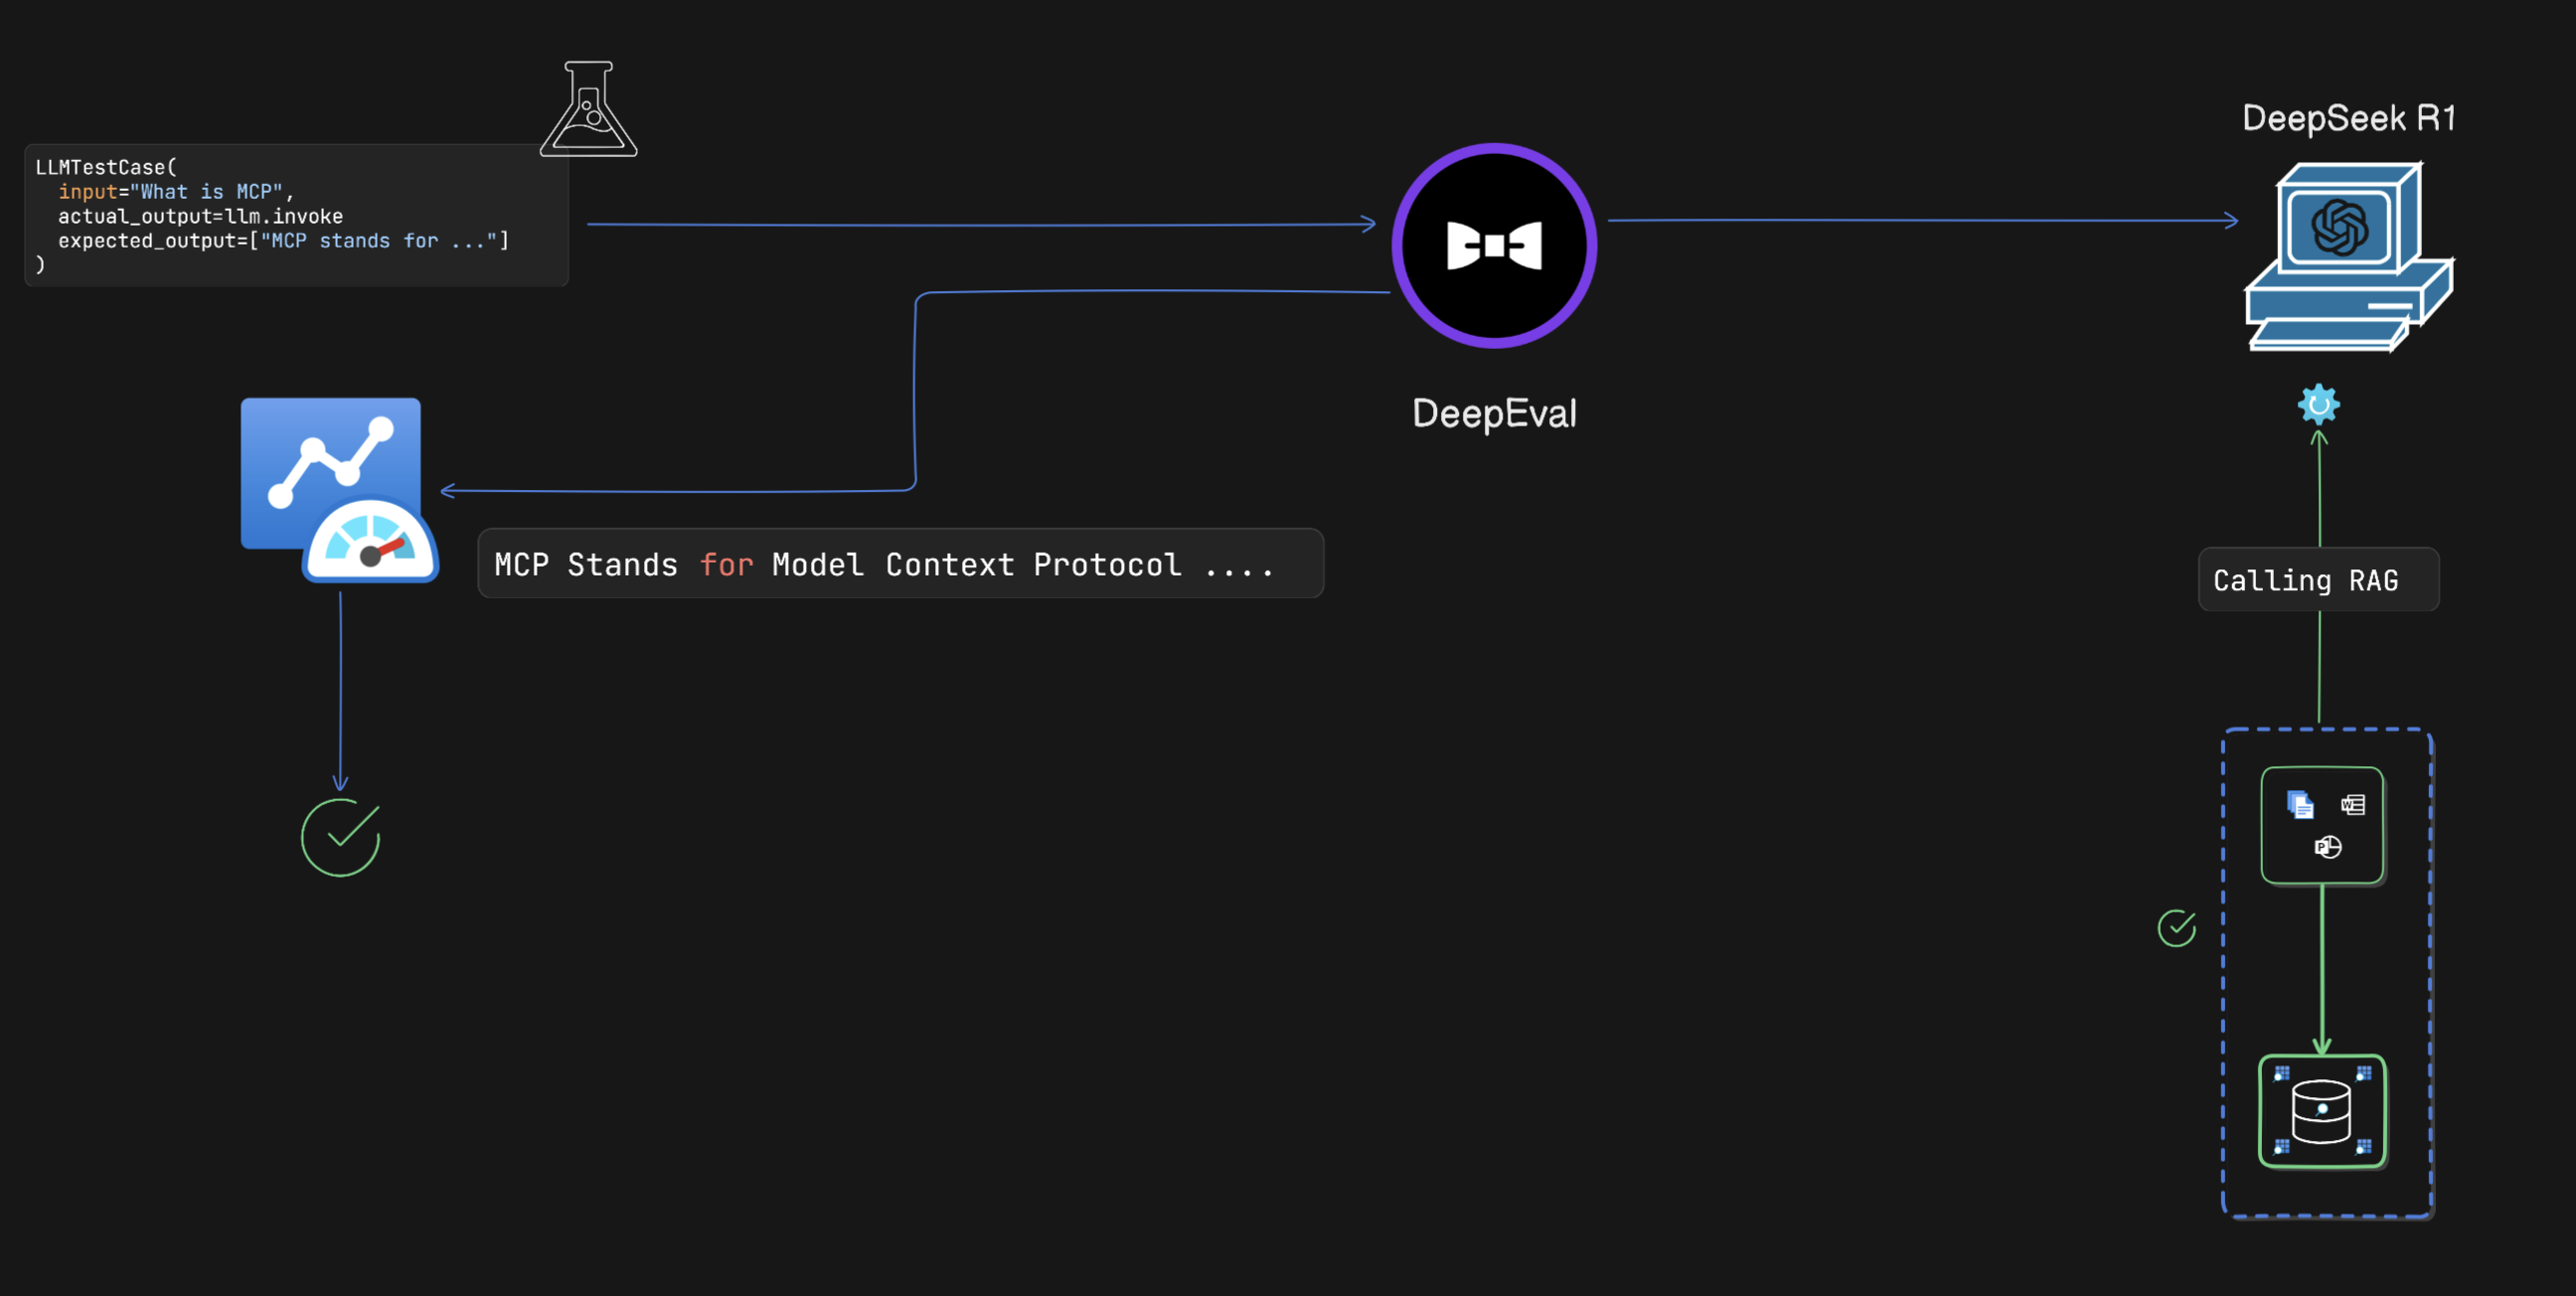 DeepSeek R1
LLMTestCase(
input="What is MCP",
actual_output=llm.invoke
expected_output=["MCP stands for ..."]
)
DeepEval
MCP Stands for Model Context Protocol ....
Calling RAG
W
P